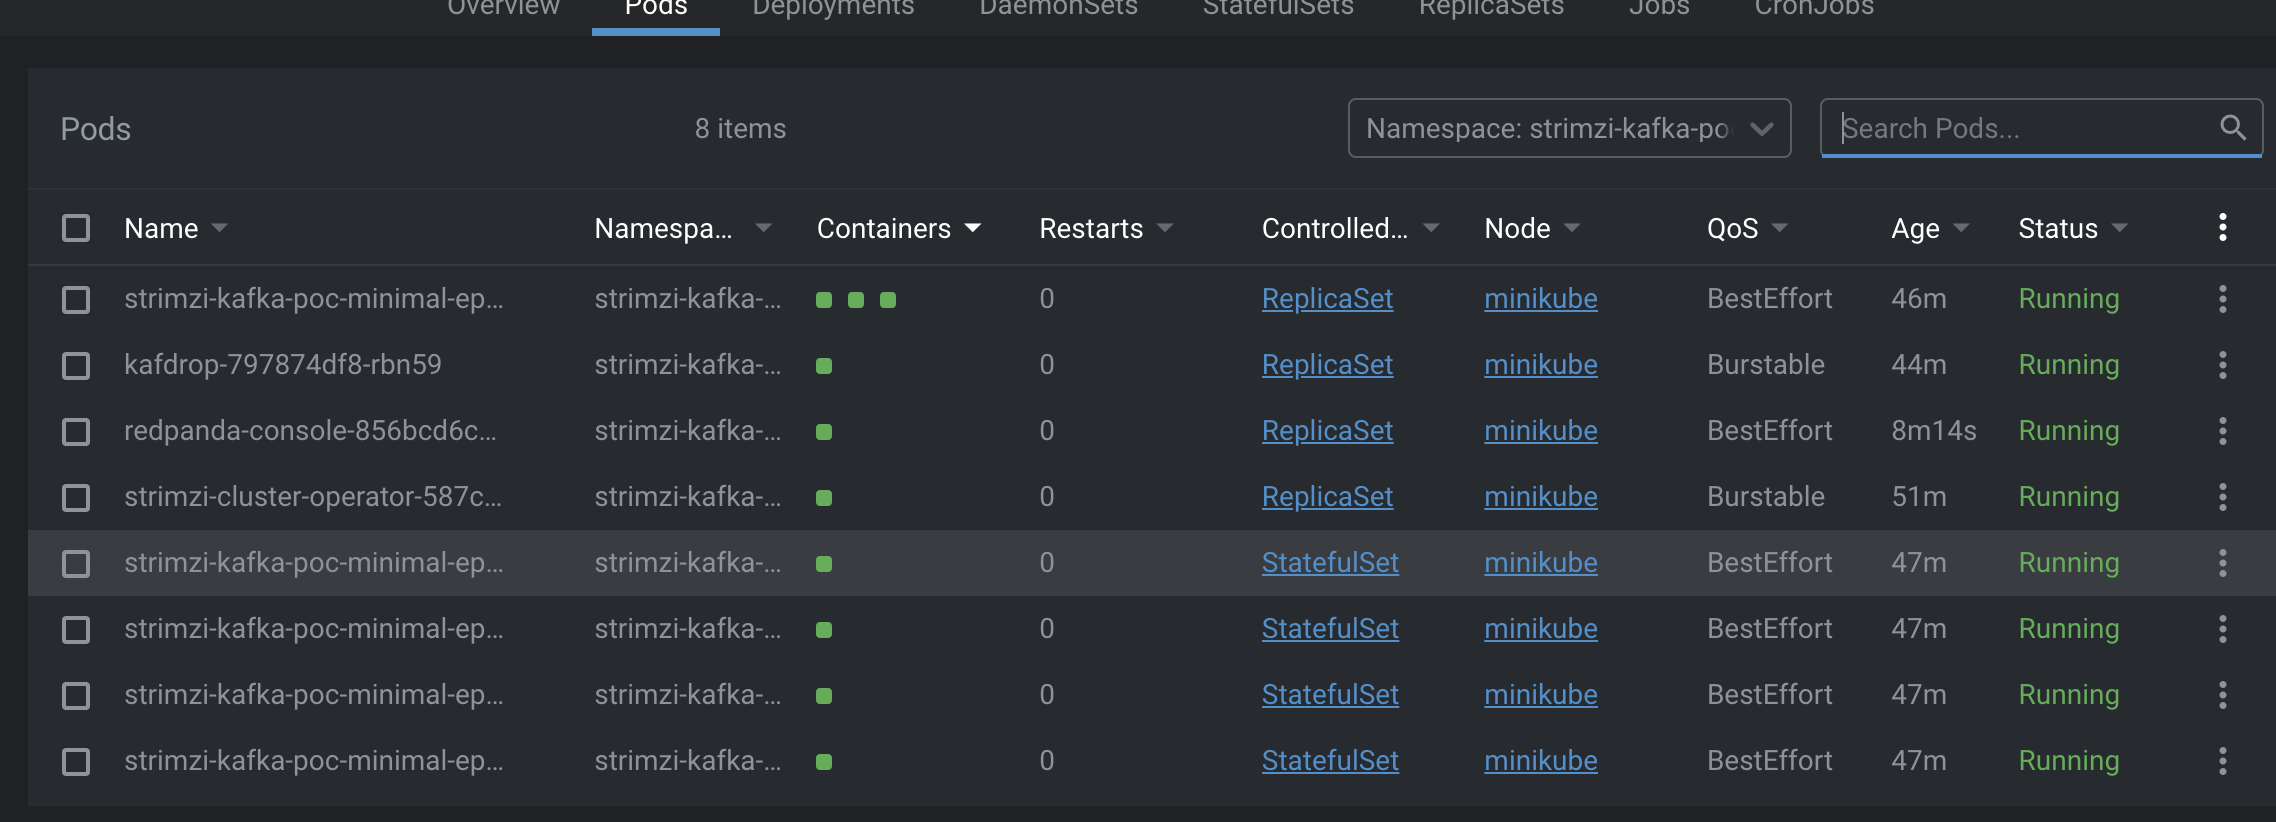 Overview Pods Deployments DaemonSets StatefulSets ReplicaSets Jobs CronJobs
Pods 8 items Namespace: strimzi-kafka-po Search Pods...
Name Namespa... Containers Restarts Controlled... Node QoS Age Status
strimzi-kafka-poc-minimal-ep... strimzi-kafka-... 0 ReplicaSet minikube BestEffort 46m Running
kafdrop-797874df8-rbn59 strimzi-kafka-... 0 ReplicaSet minikube Burstable 44m Running
redpanda-console-856bcd6c... strimzi-kafka-... 0 ReplicaSet minikube BestEffort 8m14s Running
strimzi-cluster-operator-587c... strimzi-kafka-... 0 ReplicaSet minikube Burstable 51m Running
strimzi-kafka-poc-minimal-ep... strimzi-kafka-... 0 StatefulSet minikube BestEffort 47m Running
strimzi-kafka-poc-minimal-ep... strimzi-kafka-... 0 StatefulSet minikube BestEffort 47m Running
strimzi-kafka-poc-minimal-ep... strimzi-kafka-... 0 StatefulSet minikube BestEffort 47m Running
strimzi-kafka-poc-minimal-ep... strimzi-kafka-... 0 StatefulSet minikube BestEffort 47m Running